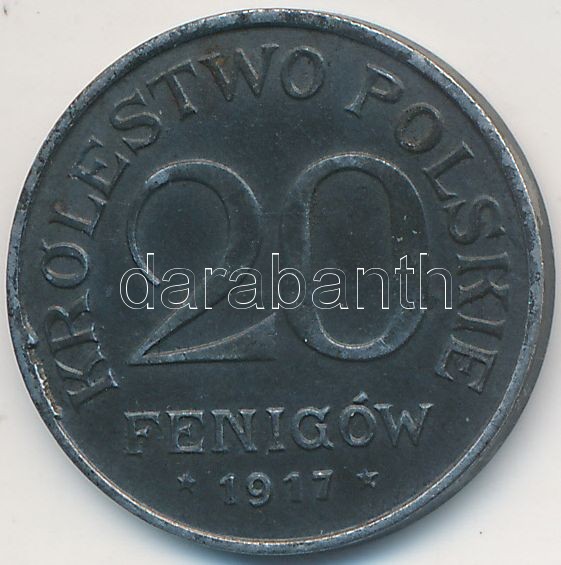 KRÓLESTWO POLSKIE
20
darabanth
FENIGÓW
* 1917 *